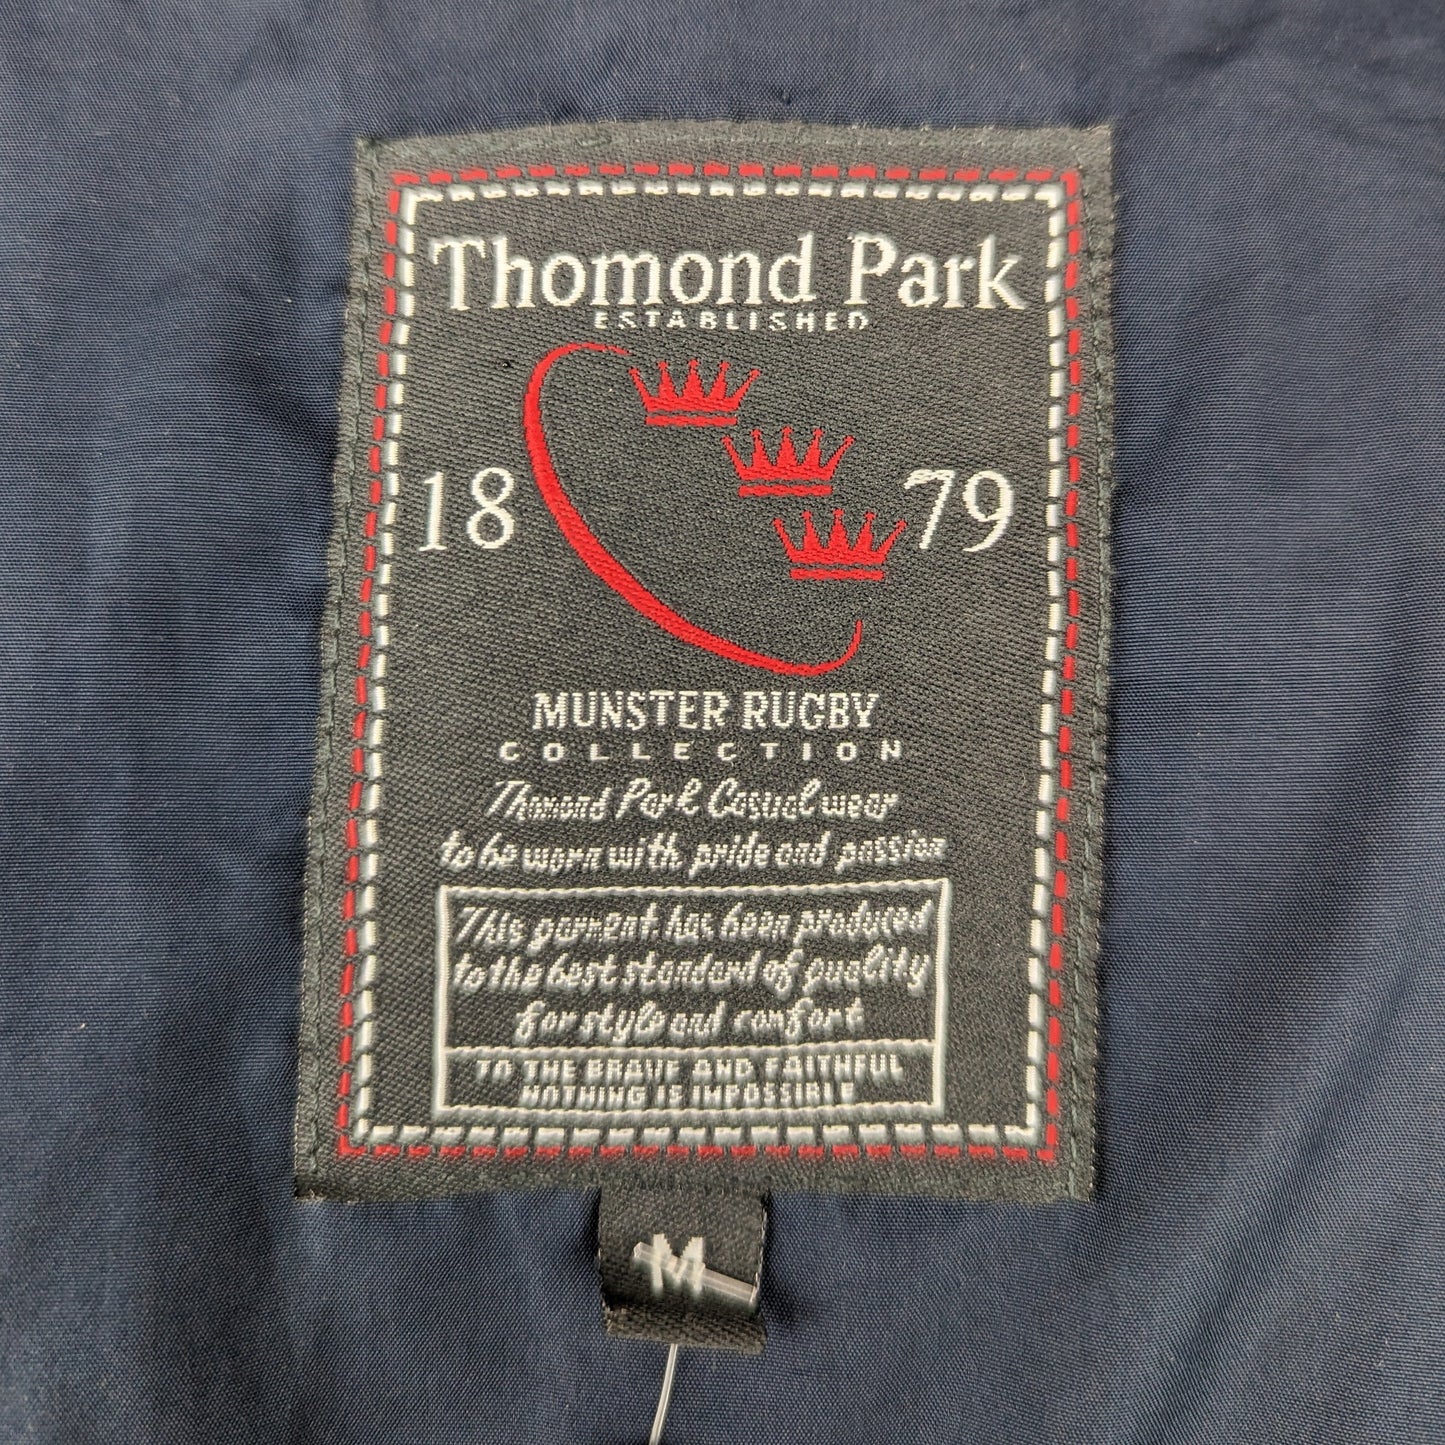 Thomond Park
ESTABLISHED
18 79
MUNSTER RUGBY
COLLECTION
Thomond Park Casual wear
to be worn with pride and passion
This garment has been produced
to the best standard of quality
for style and comfort
TO THE BRAVE AND FAITHFUL
NOTHING IS IMPOSSIBLE
M